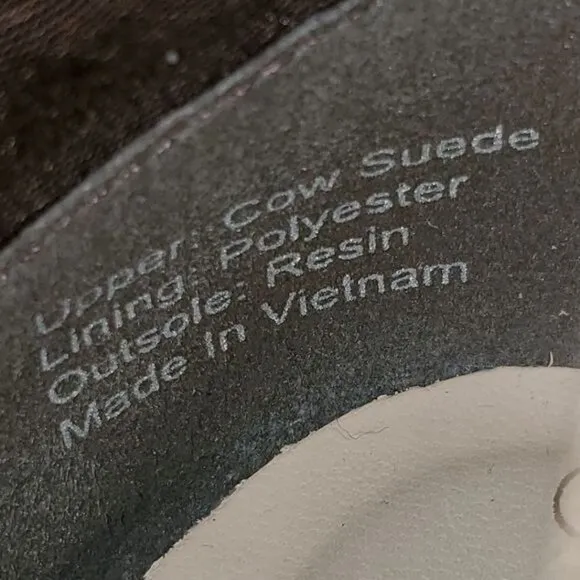 Upper: Cow Suede
Lining: Polyester
Outsole: Resin
Made in Vietnam